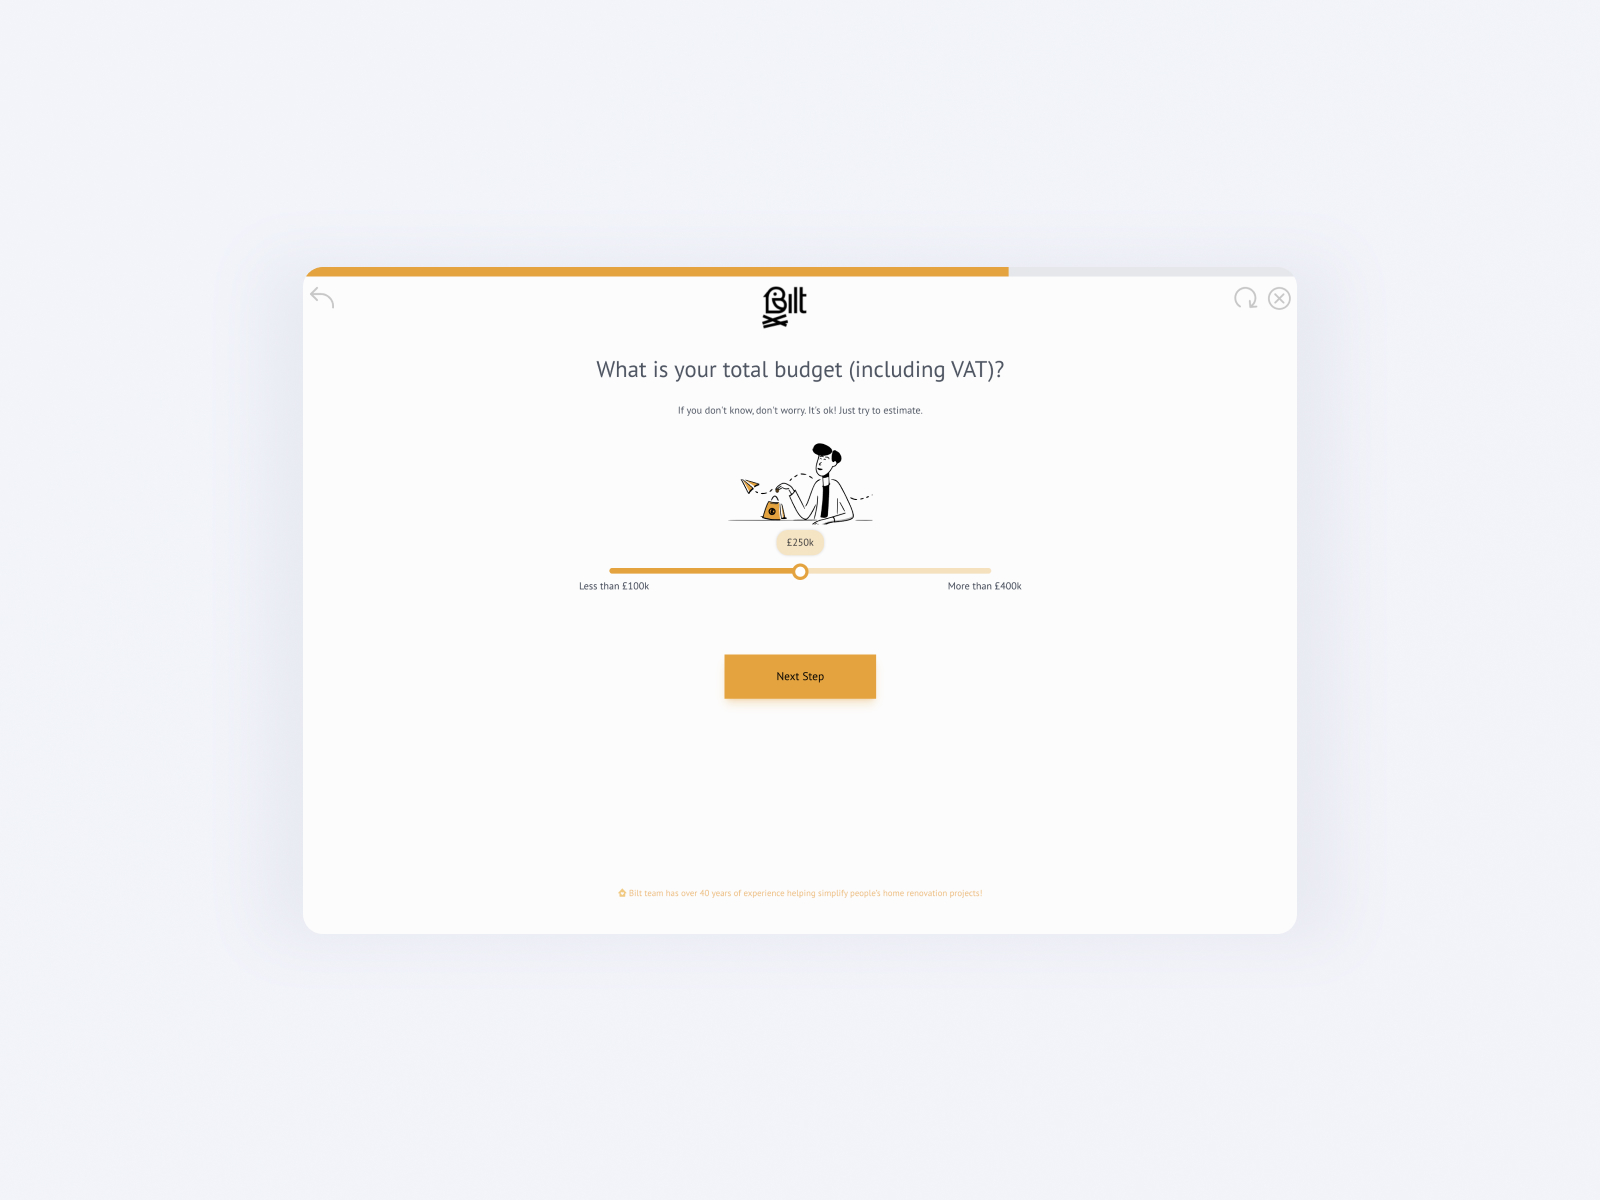 Bilt
What is your total budget (including VAT)?
If you don't know, don't worry. It's ok! Just try to estimate.
£250k
Less than £100k
More than £400k
Next Step
Bilt team has over 40 years of experience helping simplify people's home renovation projects!